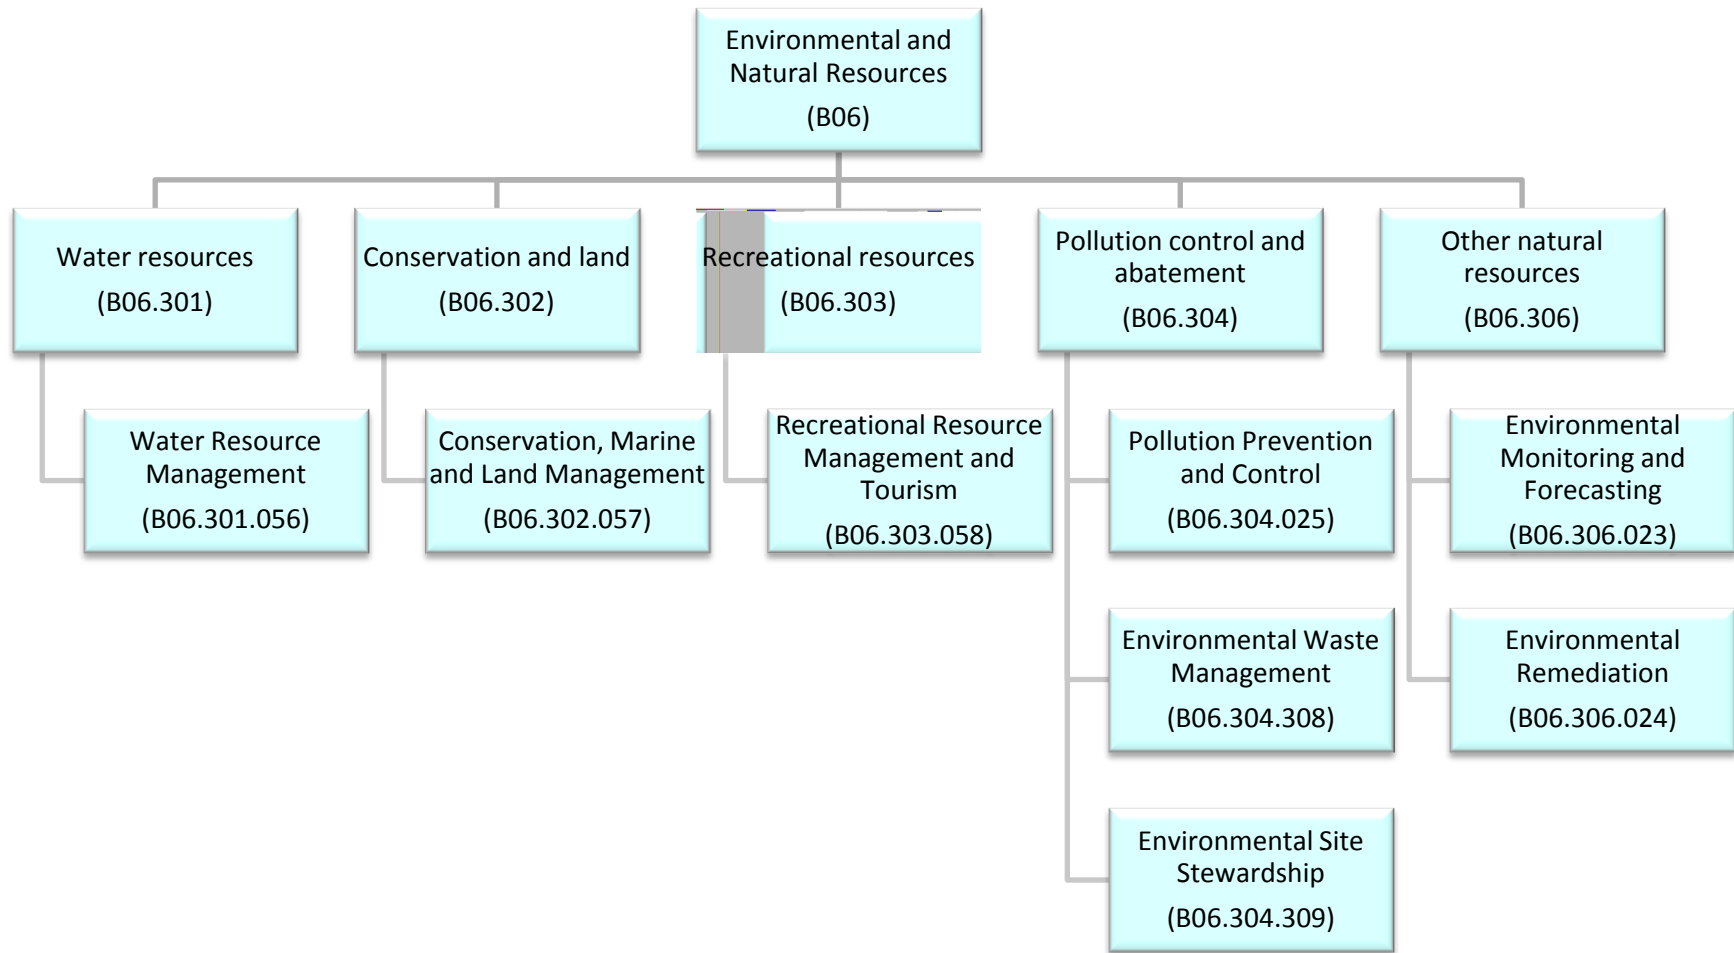 Environmental and
Natural Resources
(B06)
Water resources
(B06.301)
Conservation and land
(B06.302)
Recreational resources
(B06.303)
Pollution control and
abatement
(B06.304)
Other natural
resources
(B06.306)
Water Resource
Management
(B06.301.056)
Conservation, Marine
and Land Management
(B06.302.057)
Recreational Resource
Management and
Tourism
(B06.303.058)
Pollution Prevention
and Control
(B06.304.025)
Environmental
Monitoring and
Forecasting
(B06.306.023)
Environmental Waste
Management
(B06.304.308)
Environmental
Remediation
(B06.306.024)
Environmental Site
Stewardship
(B06.304.309)